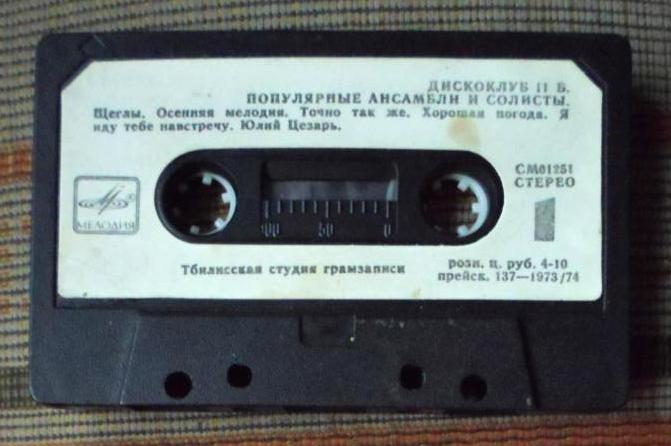 ДИСКОКЛУБ 11 Б.
ПОПУЛЯРНЫЕ АНСАМБЛИ И СОЛИСТЫ.
Щеглы. Осенняя мелодия. Точно так же. Хорошая погода. Я
иду тебе навстречу. Юлий Цезарь.
СМ01251
СТЕРЕО
1
МЕЛОДИЯ
100 50 0
Тбилисская студия грамзаписи
розн. ц. руб. 4-10
прейск. 137—1973/74